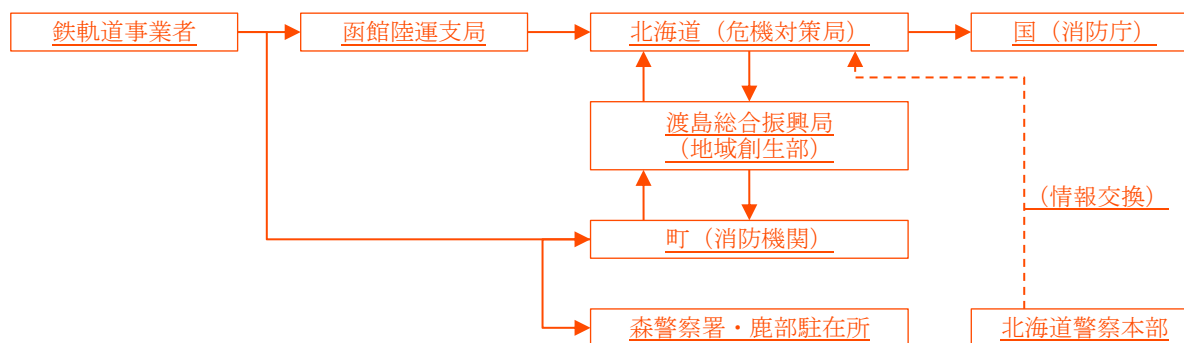 鉄軌道事業者
函館陸運支局
北海道（危機対策局）
国（消防庁）
渡島総合振興局
（地域創生部）
（情報交換）
町（消防機関）
森警察署・鹿部駐在所
北海道警察本部